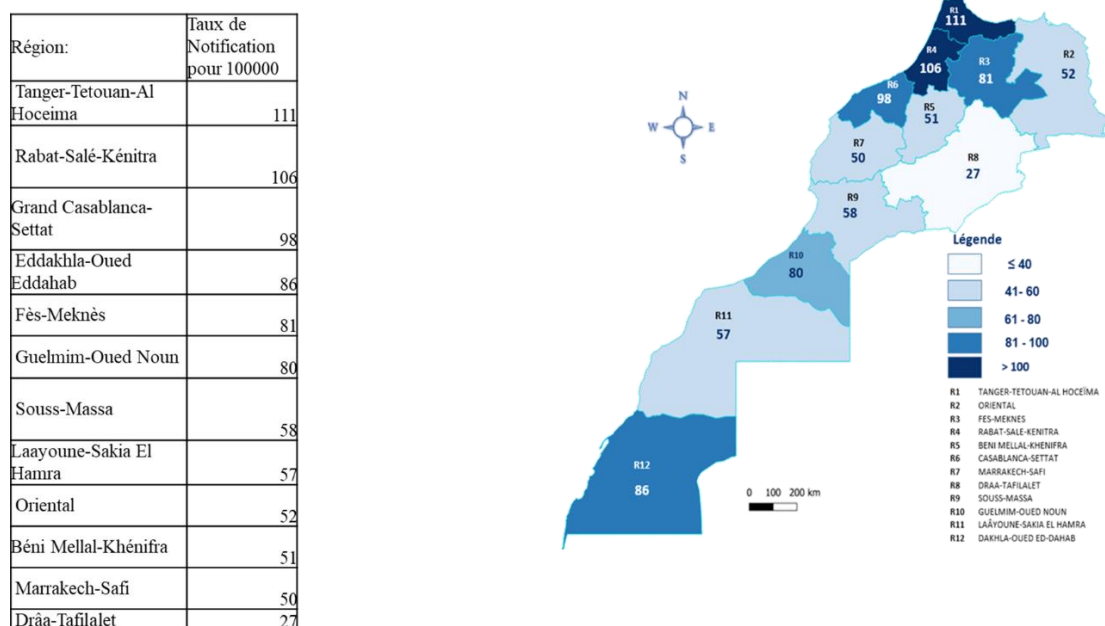 Région:
Taux de
Notification
pour 100000
Tanger-Tetouan-Al
Hoceima
111
Rabat-Salé-Kénitra
106
Grand Casablanca-
Settat
98
Eddakhla-Oued
Eddahab
86
Fès-Meknès
81
Guelmim-Oued Noun
80
Souss-Massa
58
Laayoune-Sakia El
Hamra
57
Oriental
52
Béni Mellal-Khénifra
51
Marrakech-Safi
50
Drâa-Tafilalet
27
R1
111
R4
106
R3
81
R2
52
R6
98
R5
51
R7
50
R8
27
R9
58
R10
80
R11
57
R12
86
N
W
E
S
0 100 200 km
Légende
≤ 40
41- 60
61 - 80
81 - 100
> 100
R1 TANGER-TETOUAN-AL HOCEÏMA
R2 ORIENTAL
R3 FES-MEKNES
R4 RABAT-SALE-KENITRA
R5 BENI MELLAL-KHENIFRA
R6 CASABLANCA-SETTAT
R7 MARRAKECH-SAFI
R8 DRAA-TAFILALET
R9 SOUSS-MASSA
R10 GUELMIM-OUED NOUN
R11 LAÂYOUNE-SAKIA EL HAMRA
R12 DAKHLA-OUED ED-DAHAB